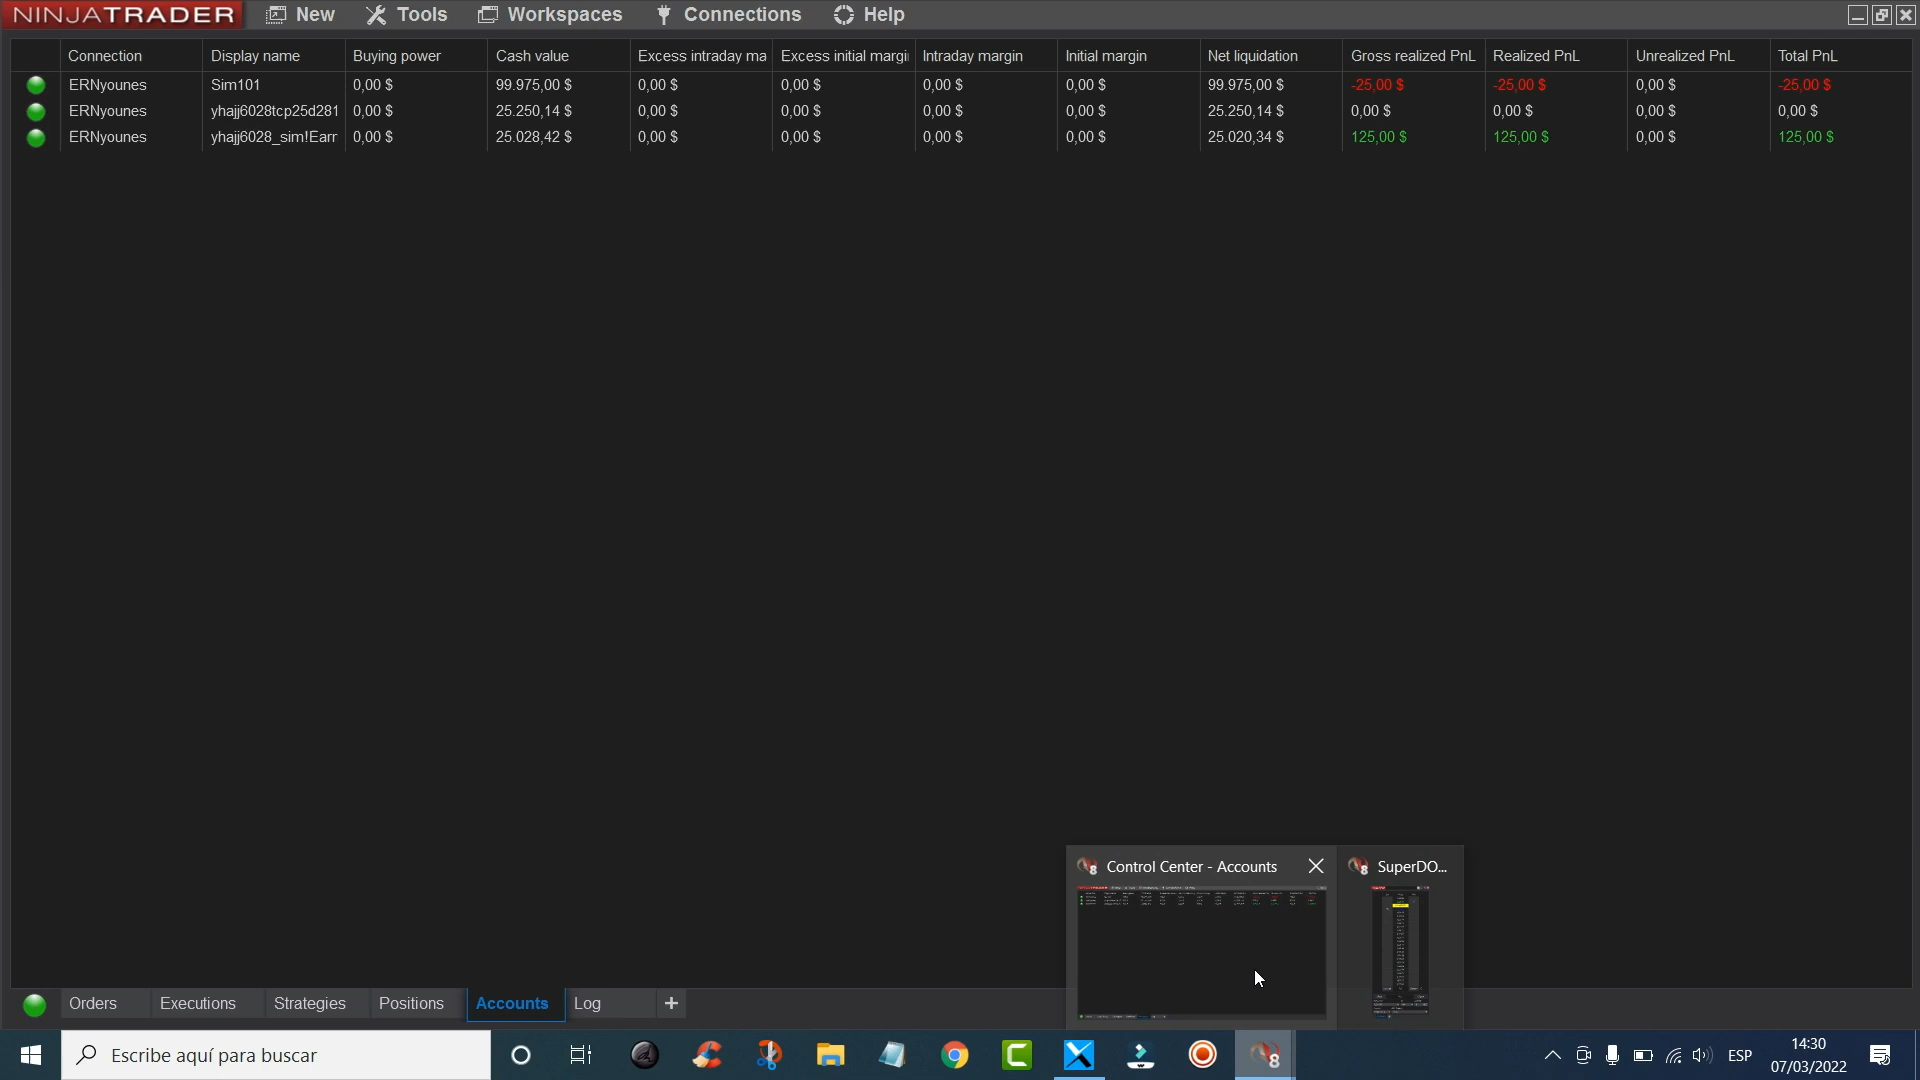 NINJATRADER New Tools Workspaces Connections Help
Connection Display name Buying power Cash value Excess intraday ma Excess initial margi Intraday margin Initial margin Net liquidation Gross realized PnL Realized PnL Unrealized PnL Total PnL
ERNyounes Sim101 0,00 $ 99.975,00 $ 0,00 $ 0,00 $ 0,00 $ 0,00 $ 99.975,00 $ -25,00 $ -25,00 $ 0,00 $ -25,00 $
ERNyounes yhajj6028tcp25d281 0,00 $ 25.250,14 $ 0,00 $ 0,00 $ 0,00 $ 0,00 $ 25.250,14 $ 0,00 $ 0,00 $ 0,00 $ 0,00 $
ERNyounes yhajj6028_sim!Earr 0,00 $ 25.028,42 $ 0,00 $ 0,00 $ 0,00 $ 0,00 $ 25.020,34 $ 125,00 $ 125,00 $ 0,00 $ 125,00 $
Control Center - Accounts SuperDO...
Orders Executions Strategies Positions Accounts Log +
Escribe aquí para buscar
ESP
14:30
07/03/2022